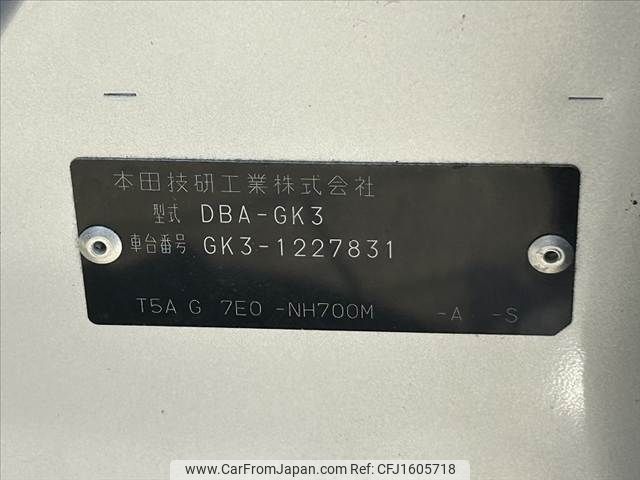 本田技研工業株式会社
型式 DBA-GK3
車台番号 GK3-1227831
T5A G 7E0 -NH700M -A -S
www.CarFromJapan.com CFJ1605718